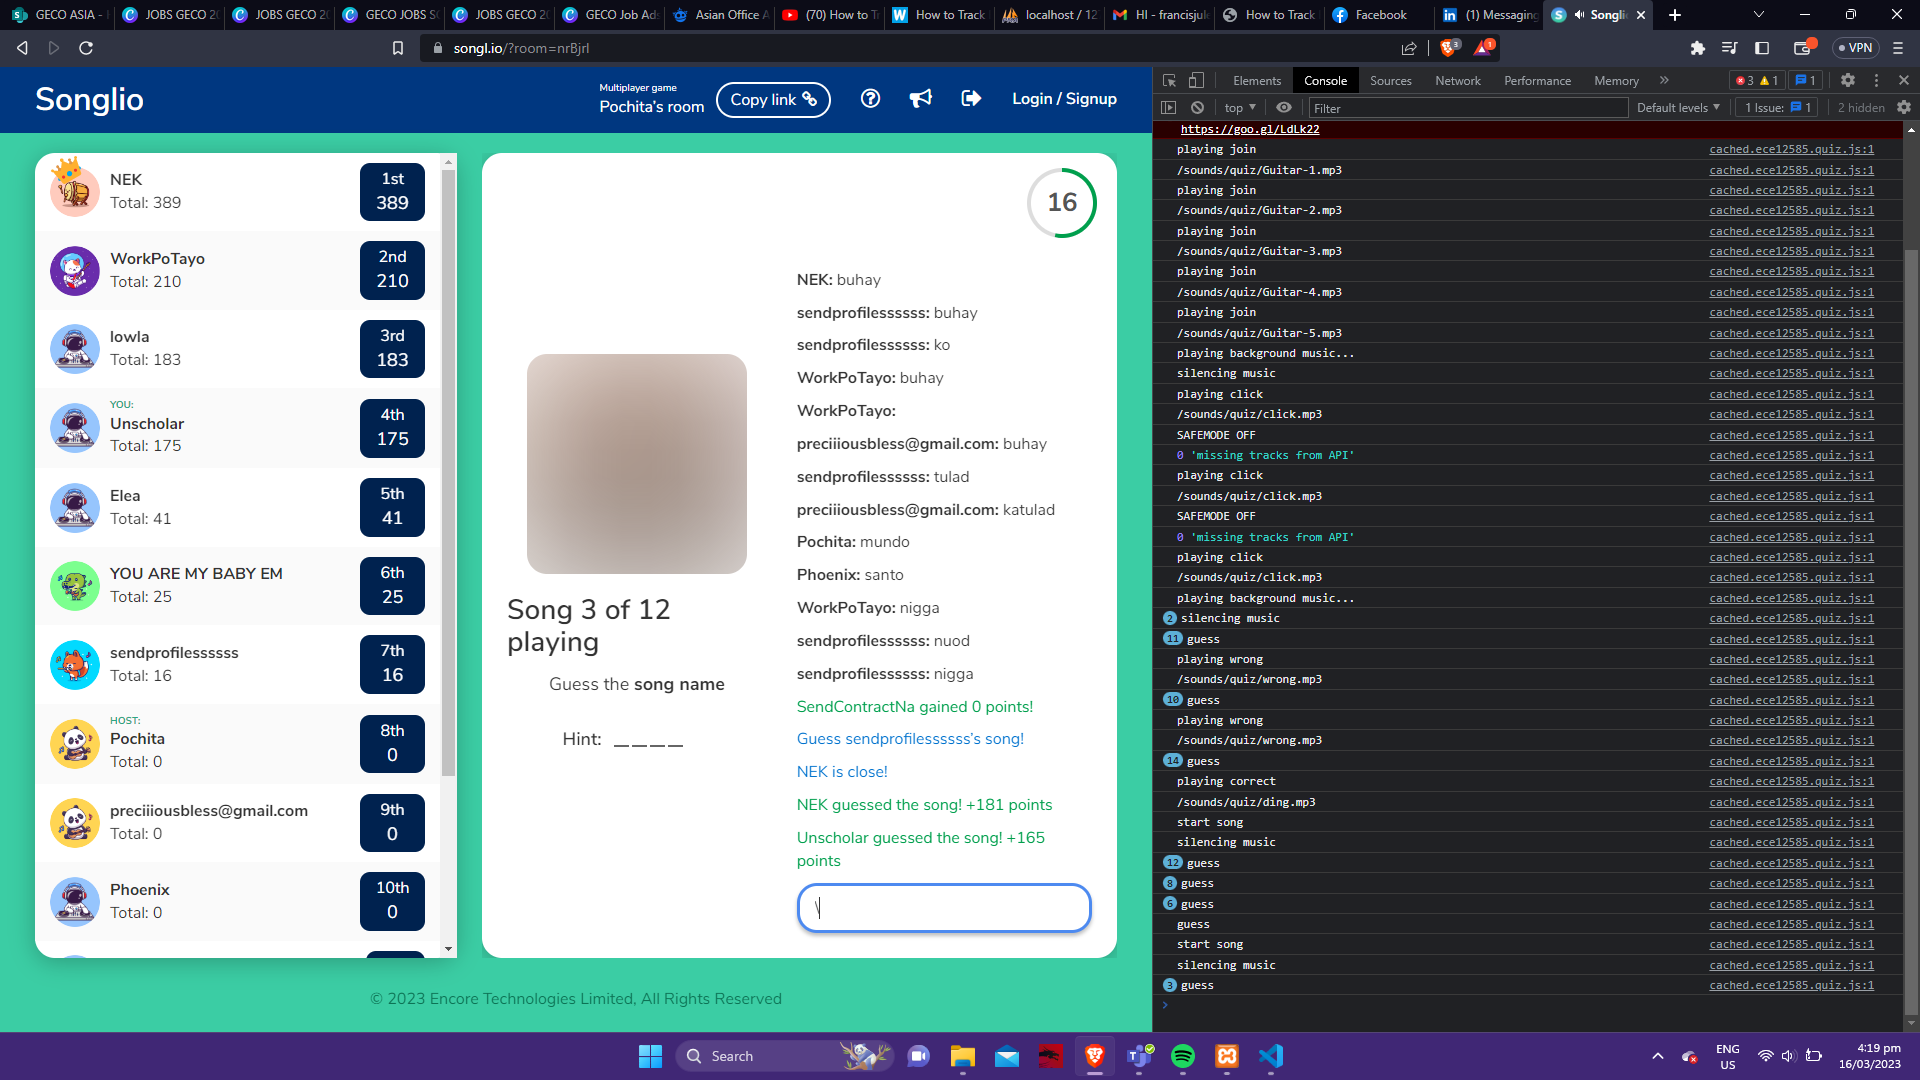 GECO ASIA -
JOBS GECO 20
JOBS GECO 20
GECO JOBS S
JOBS GECO 20
GECO Job Ads
Asian Office A
(70) How to T
How to Track
localhost / 12
HI - francisjul
How to Track
Facebook
(1) Messaging
Songli
songl.io/?room=nrBjrl
3
1
VPN
Songlio
Multiplayer game
Pochita's room
Copy link
Login / Signup
NEK
Total: 389
1st
389
WorkPoTayo
Total: 210
2nd
210
lowla
Total: 183
3rd
183
YOU:
Unscholar
Total: 175
4th
175
Elea
Total: 41
5th
41
YOU ARE MY BABY EM
Total: 25
6th
25
sendprofilessssss
Total: 16
7th
16
HOST:
Pochita
Total: 0
8th
0
preciiiousbless@gmail.com
Total: 0
9th
0
Phoenix
Total: 0
10th
0
16
Song 3 of 12
playing
Guess the song name
Hint: _ _ _ _
NEK: buhay
sendprofilessssss: buhay
sendprofilessssss: ko
WorkPoTayo: buhay
WorkPoTayo:
preciiiousbless@gmail.com: buhay
sendprofilessssss: tulad
preciiiousbless@gmail.com: katulad
Pochita: mundo
Phoenix: santo
WorkPoTayo: nigga
sendprofilessssss: nuod
sendprofilessssss: nigga
SendContractNa gained 0 points!
Guess sendprofilessssss's song!
NEK is close!
NEK guessed the song! +181 points
Unscholar guessed the song! +165
points
\
© 2023 Encore Technologies Limited, All Rights Reserved
Elements
Console
Sources
Network
Performance
Memory
3
1
1
top
Filter
Default levels
1 Issue: 1
2 hidden
https://goo.gl/LdLk22
playing join cached.ece12585.quiz.js:1
/sounds/quiz/Guitar-1.mp3 cached.ece12585.quiz.js:1
playing join cached.ece12585.quiz.js:1
/sounds/quiz/Guitar-2.mp3 cached.ece12585.quiz.js:1
playing join cached.ece12585.quiz.js:1
/sounds/quiz/Guitar-3.mp3 cached.ece12585.quiz.js:1
playing join cached.ece12585.quiz.js:1
/sounds/quiz/Guitar-4.mp3 cached.ece12585.quiz.js:1
playing join cached.ece12585.quiz.js:1
/sounds/quiz/Guitar-5.mp3 cached.ece12585.quiz.js:1
playing background music... cached.ece12585.quiz.js:1
silencing music cached.ece12585.quiz.js:1
playing click cached.ece12585.quiz.js:1
/sounds/quiz/click.mp3 cached.ece12585.quiz.js:1
SAFEMODE OFF cached.ece12585.quiz.js:1
0 'missing tracks from API' cached.ece12585.quiz.js:1
playing click cached.ece12585.quiz.js:1
/sounds/quiz/click.mp3 cached.ece12585.quiz.js:1
SAFEMODE OFF cached.ece12585.quiz.js:1
0 'missing tracks from API' cached.ece12585.quiz.js:1
playing click cached.ece12585.quiz.js:1
/sounds/quiz/click.mp3 cached.ece12585.quiz.js:1
playing background music... cached.ece12585.quiz.js:1
2 silencing music cached.ece12585.quiz.js:1
11 guess cached.ece12585.quiz.js:1
playing wrong cached.ece12585.quiz.js:1
/sounds/quiz/wrong.mp3 cached.ece12585.quiz.js:1
10 guess cached.ece12585.quiz.js:1
playing wrong cached.ece12585.quiz.js:1
/sounds/quiz/wrong.mp3 cached.ece12585.quiz.js:1
14 guess cached.ece12585.quiz.js:1
playing correct cached.ece12585.quiz.js:1
/sounds/quiz/ding.mp3 cached.ece12585.quiz.js:1
start song cached.ece12585.quiz.js:1
silencing music cached.ece12585.quiz.js:1
12 guess cached.ece12585.quiz.js:1
8 guess cached.ece12585.quiz.js:1
6 guess cached.ece12585.quiz.js:1
guess cached.ece12585.quiz.js:1
start song cached.ece12585.quiz.js:1
silencing music cached.ece12585.quiz.js:1
3 guess cached.ece12585.quiz.js:1
Search
ENG
US
4:19 pm
16/03/2023